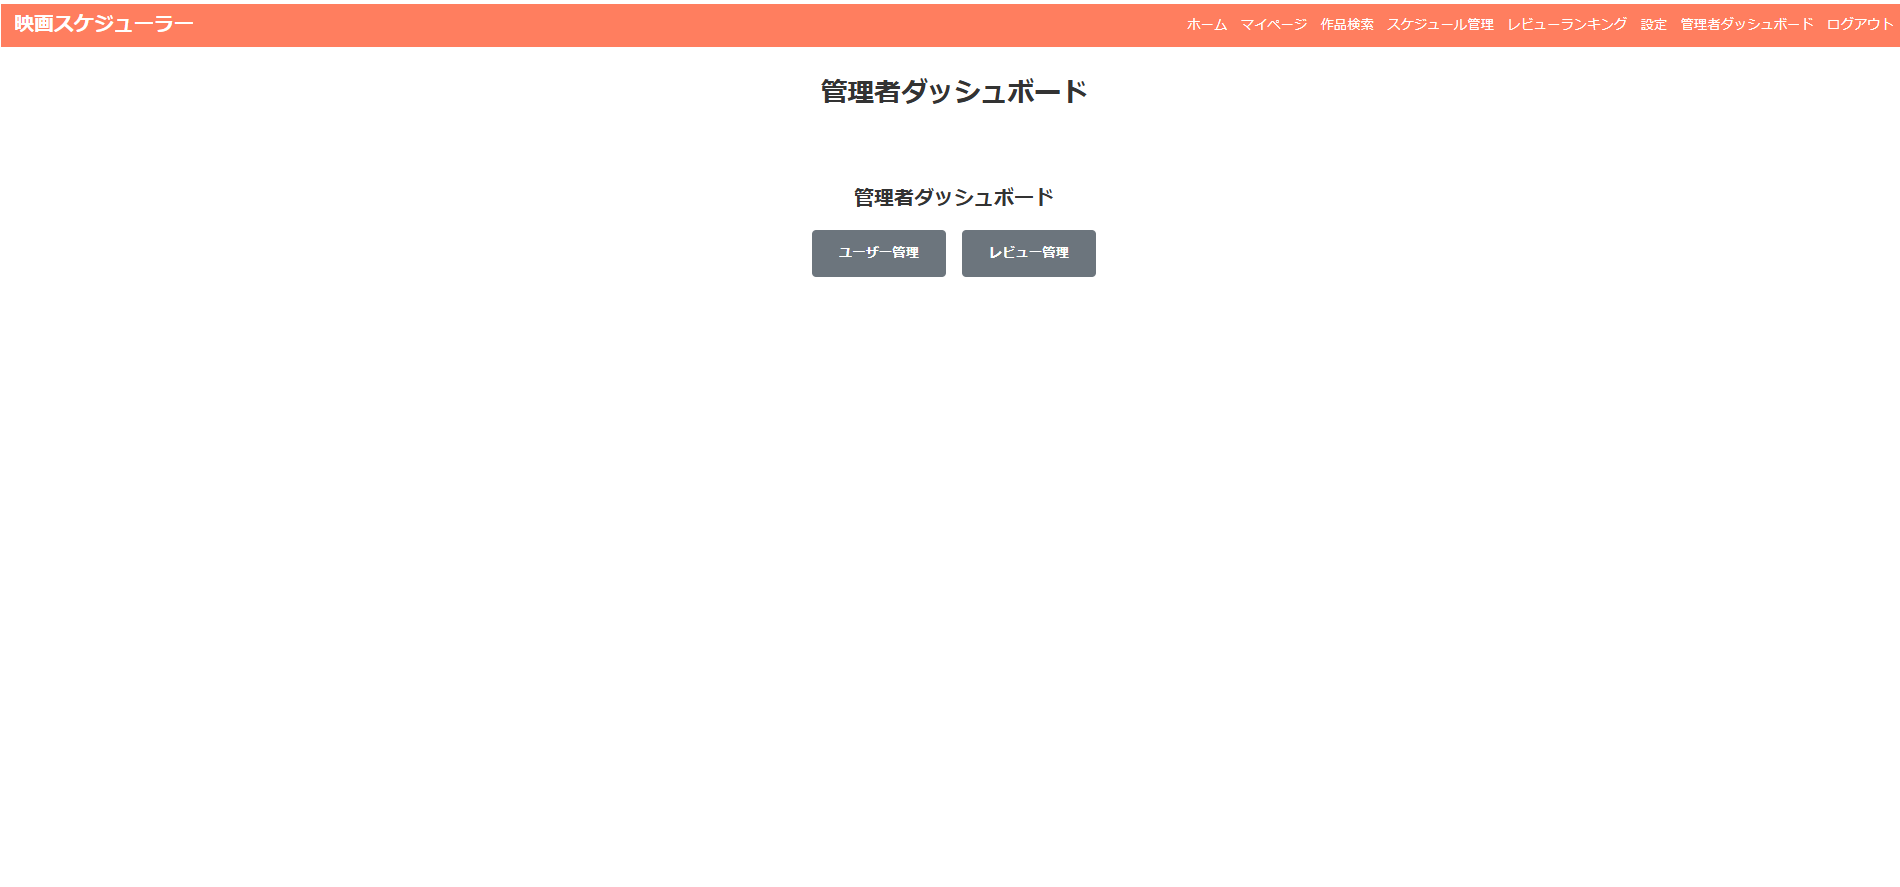 映画スケジューラー
ホーム マイページ 作品検索 スケジュール管理 レビューランキング 設定 管理者ダッシュボード ログアウト
管理者ダッシュボード
管理者ダッシュボード
ユーザー管理 レビュー管理